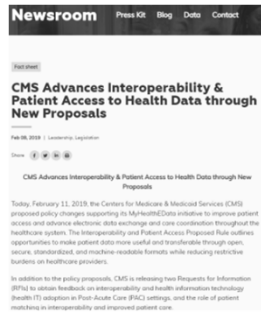 Newsroom Press Kit Blog Data Contact
Fact sheet
CMS Advances Interoperability &
Patient Access to Health Data through
New Proposals
Feb 08, 2019 | Leadership, Legislation
Share
CMS Advances Interoperability & Patient Access to Health Data through New
Proposals
Today, February 11, 2019, the Centers for Medicare & Medicaid Services (CMS)
proposed policy changes supporting its MyHealthEData initiative to improve patient
access and advance electronic data exchange and care coordination throughout the
healthcare system. The Interoperability and Patient Access Proposed Rule outlines
opportunities to make patient data more useful and transferable through open,
secure, standardized, and machine-readable formats while reducing restrictive
burdens on healthcare providers.
In addition to the policy proposals, CMS is releasing two Requests for Information
(RFIs) to obtain feedback on interoperability and health information technology
(health IT) adoption in Post-Acute Care (PAC) settings, and the role of patient
matching in interoperability and improved patient care.